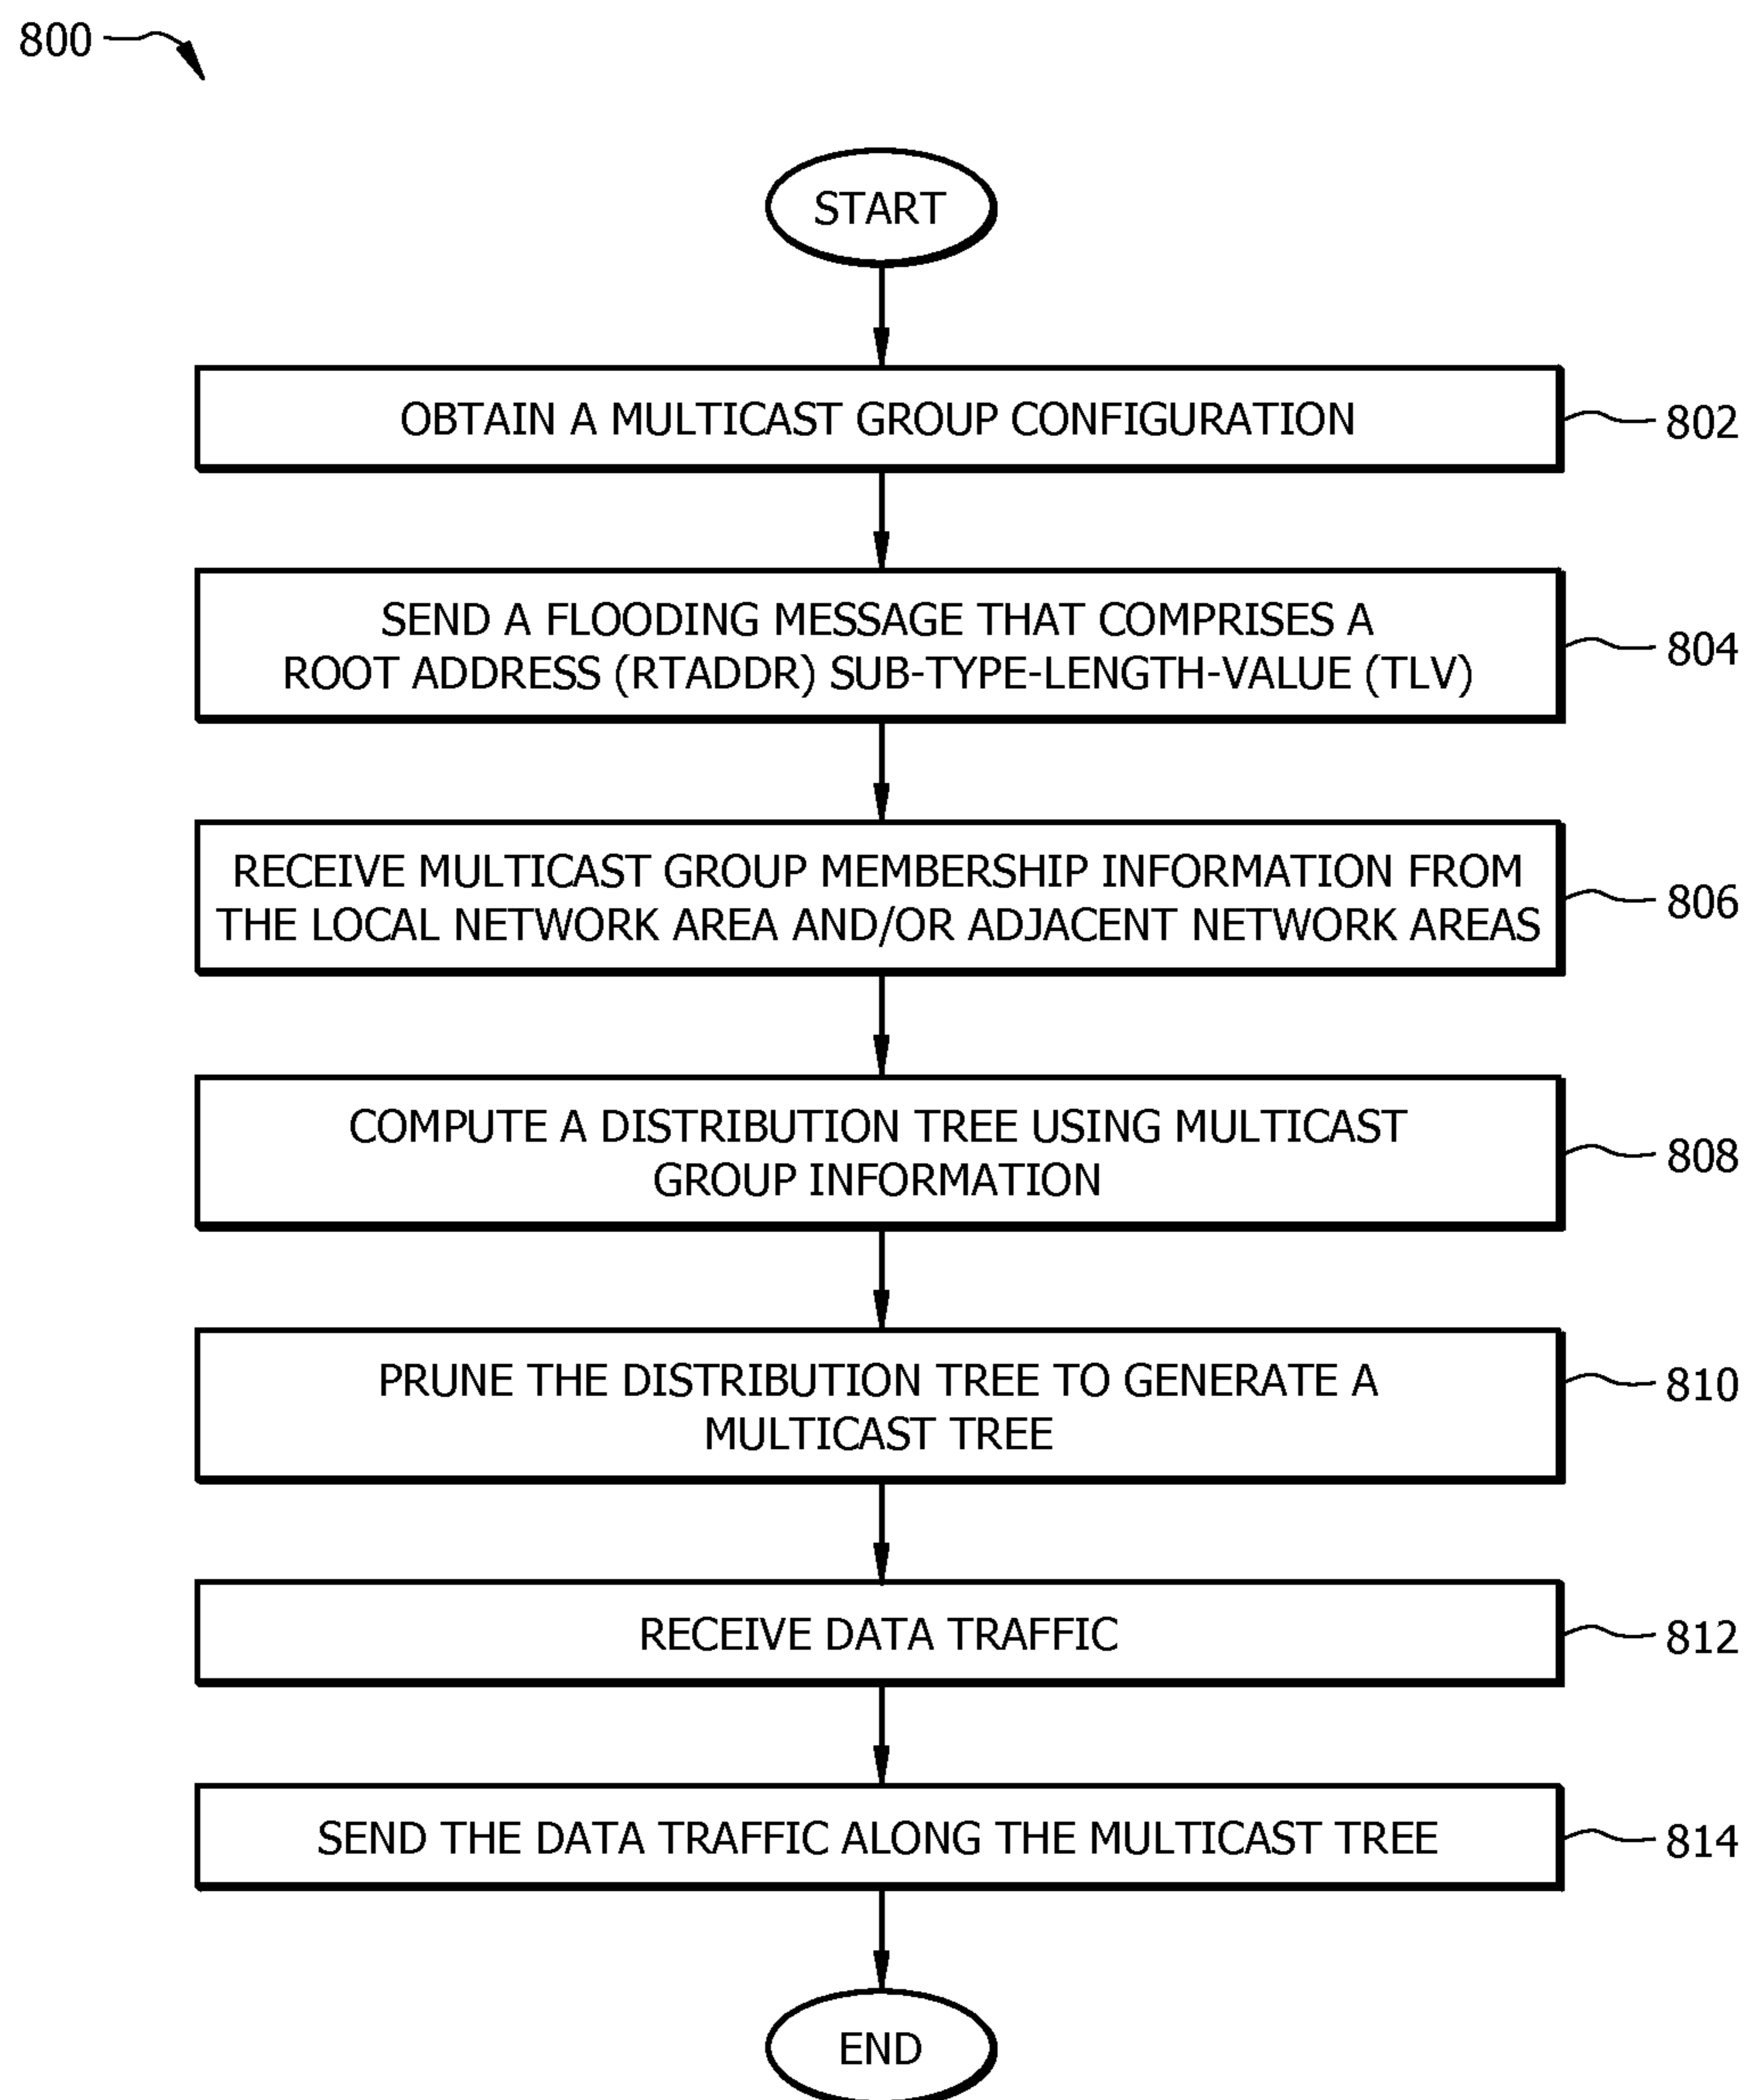 800
START
OBTAIN A MULTICAST GROUP CONFIGURATION
802
SEND A FLOODING MESSAGE THAT COMPRISES A
ROOT ADDRESS (RTADDR) SUB-TYPE-LENGTH-VALUE (TLV)
804
RECEIVE MULTICAST GROUP MEMBERSHIP INFORMATION FROM
THE LOCAL NETWORK AREA AND/OR ADJACENT NETWORK AREAS
806
COMPUTE A DISTRIBUTION TREE USING MULTICAST
GROUP INFORMATION
808
PRUNE THE DISTRIBUTION TREE TO GENERATE A
MULTICAST TREE
810
RECEIVE DATA TRAFFIC
812
SEND THE DATA TRAFFIC ALONG THE MULTICAST TREE
814
END